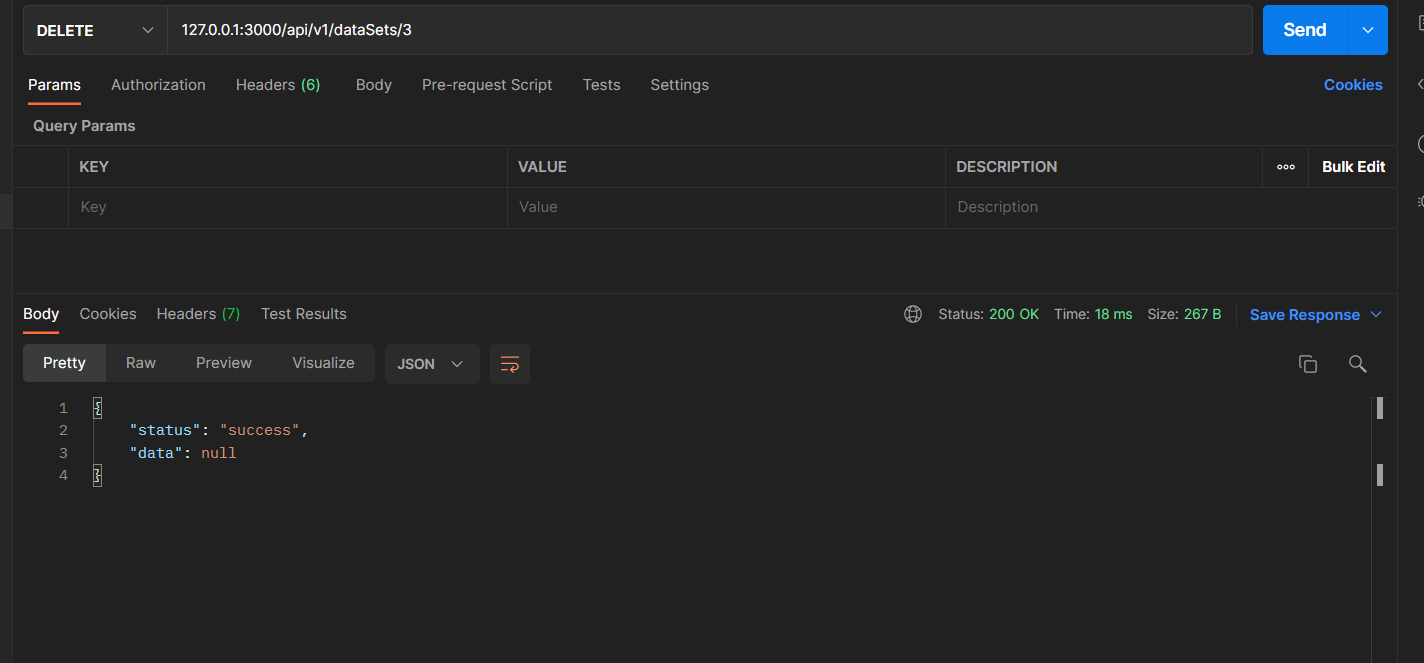 DELETE 127.0.0.1:3000/api/v1/dataSets/3 Send
Params Authorization Headers (6) Body Pre-request Script Tests Settings Cookies
Query Params
KEY VALUE DESCRIPTION ooo Bulk Edit
Key Value Description
Body Cookies Headers (7) Test Results Status: 200 OK Time: 18 ms Size: 267 B Save Response
Pretty Raw Preview Visualize JSON
1 {
2 "status": "success",
3 "data": null
4 }